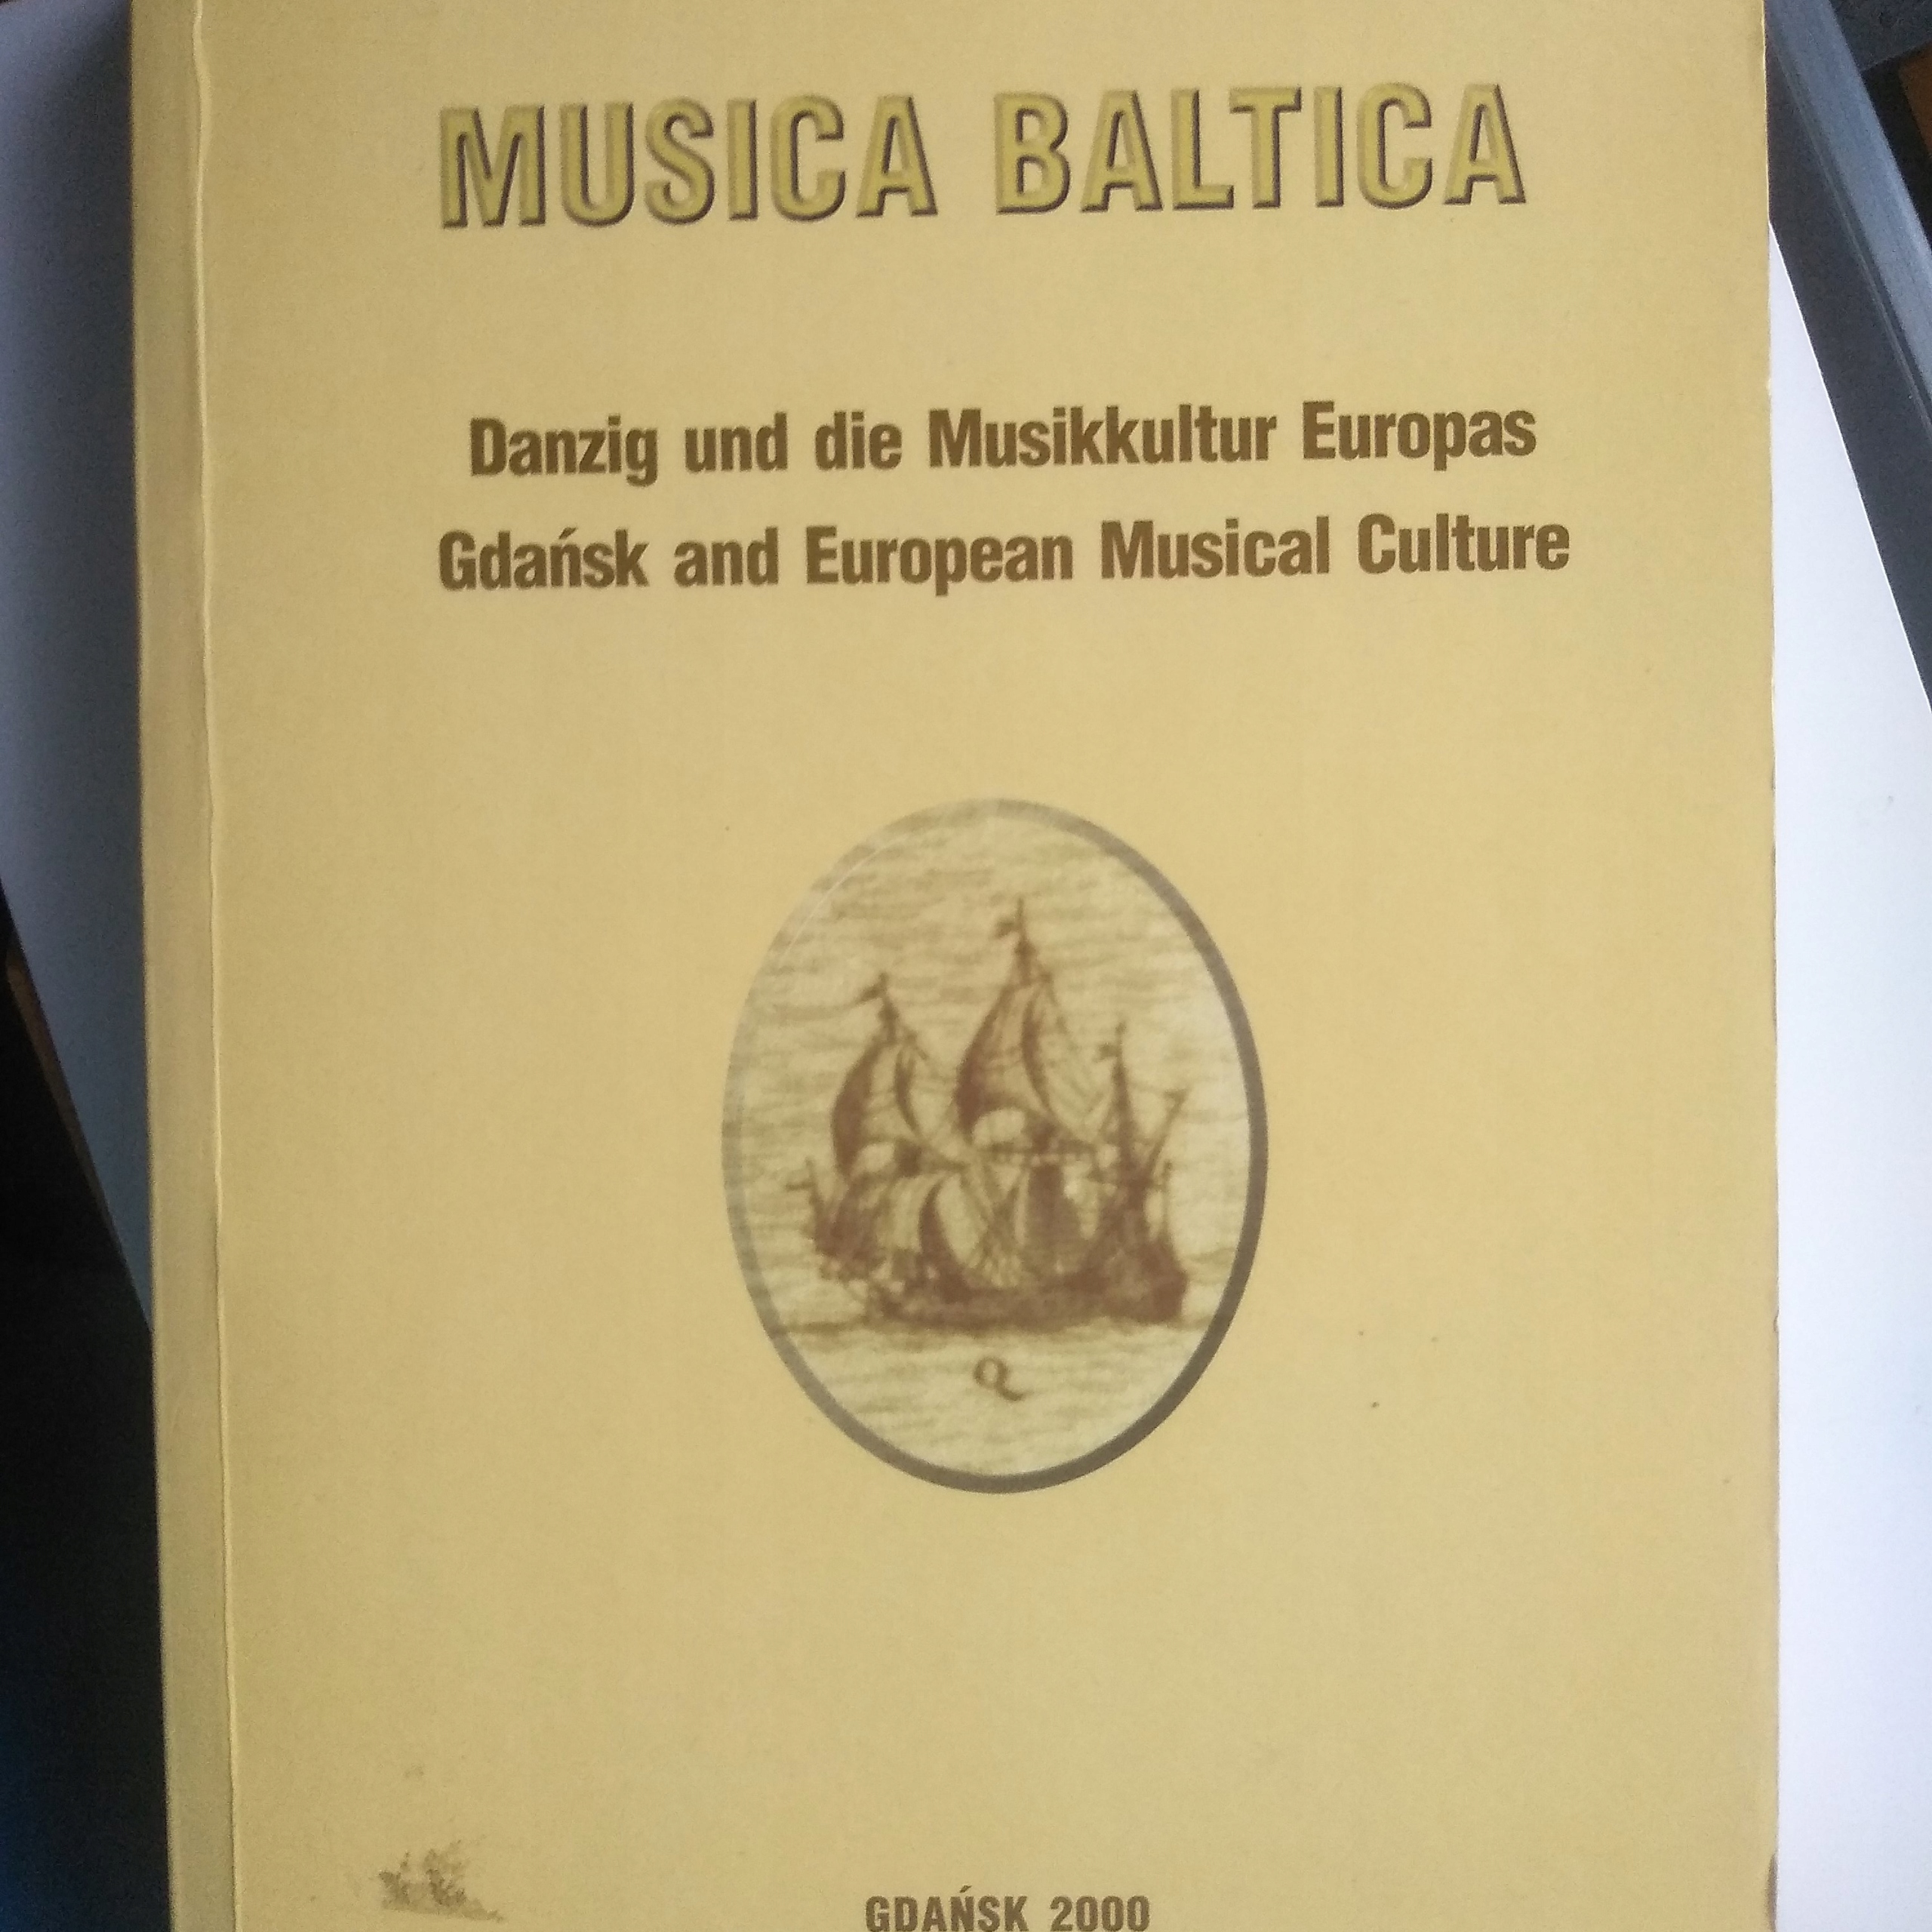 MUSICA BALTICA
Danzig und die Musikkultur Europas
Gdańsk and European Musical Culture
Q
GDAŃSK 2000